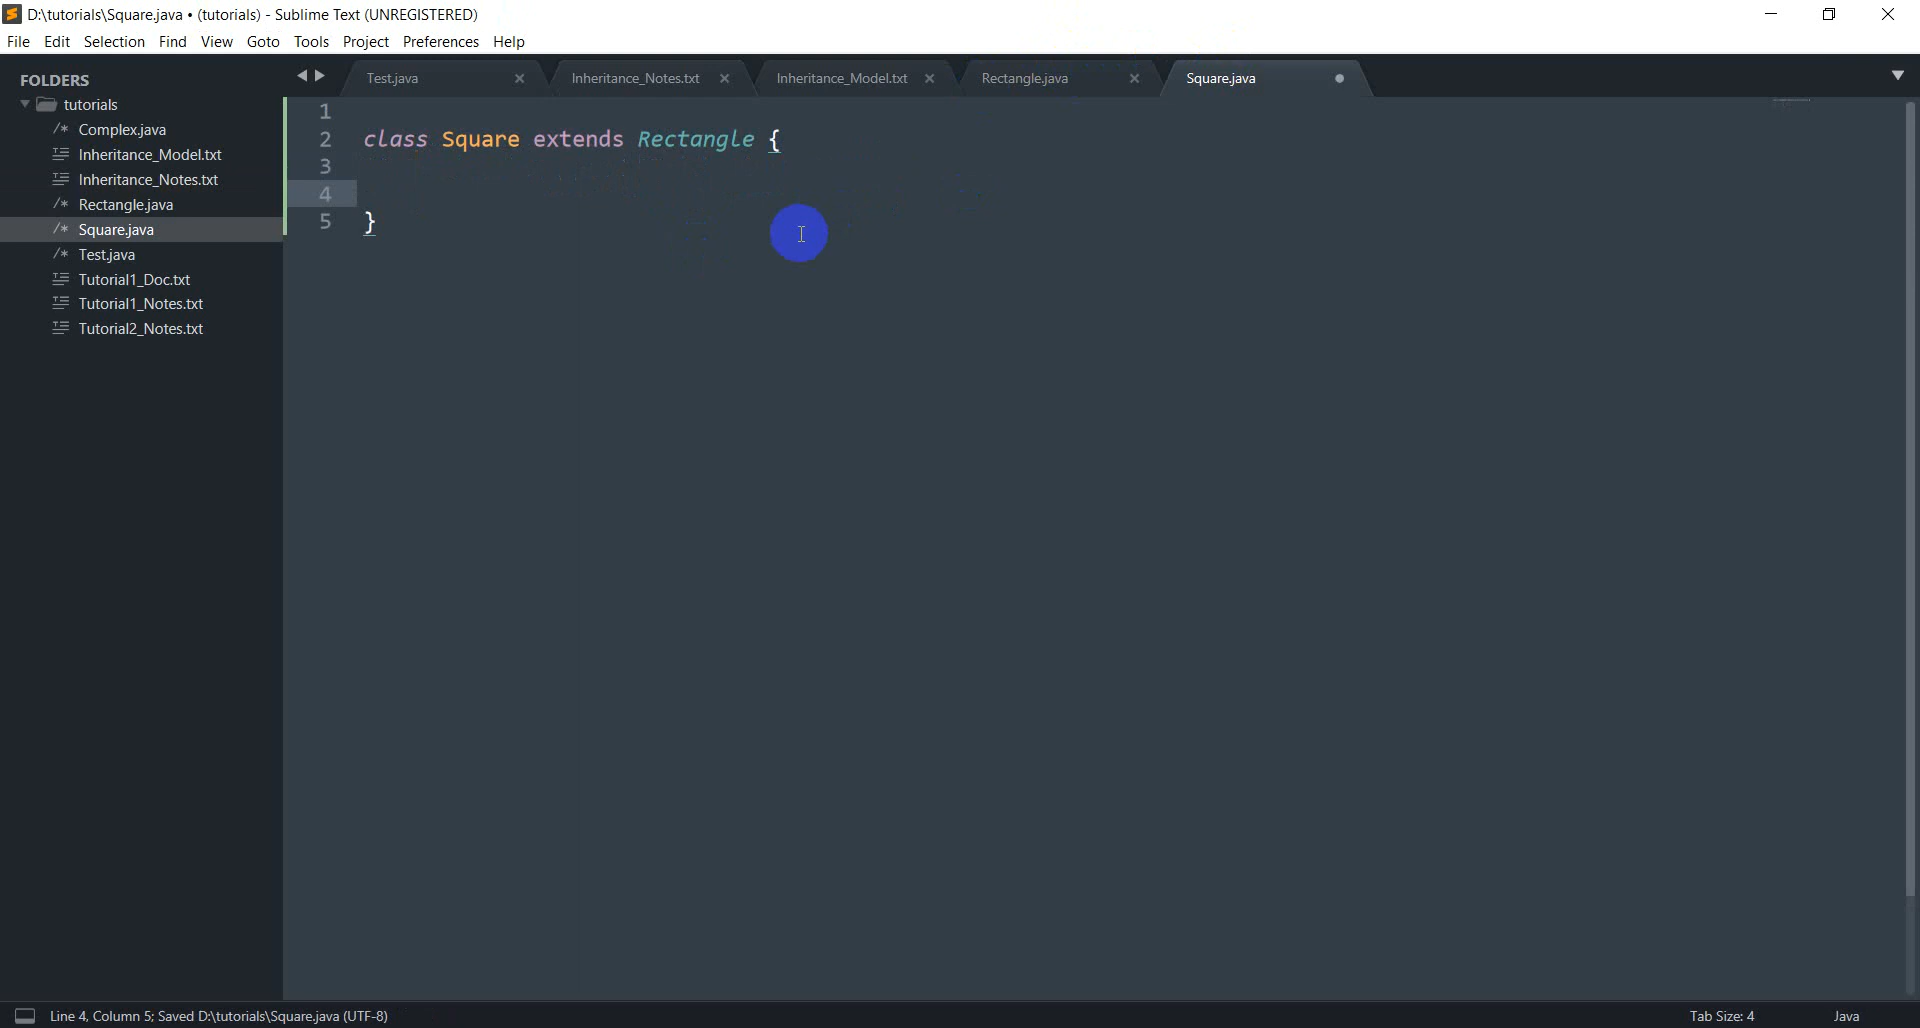 D:\tutorials\Square.java • (tutorials) - Sublime Text (UNREGISTERED)
File Edit Selection Find View Goto Tools Project Preferences Help
FOLDERS
tutorials
/* Complex.java
Inheritance_Model.txt
Inheritance_Notes.txt
/* Rectangle.java
/* Square.java
/* Test.java
Tutorial1_Doc.txt
Tutorial1_Notes.txt
Tutorial2_Notes.txt
Test.java Inheritance_Notes.txt Inheritance_Model.txt Rectangle.java Square.java
1
2 class Square extends Rectangle {
3
4
5 }
Line 4, Column 5; Saved D:\tutorials\Square.java (UTF-8) Tab Size: 4 Java